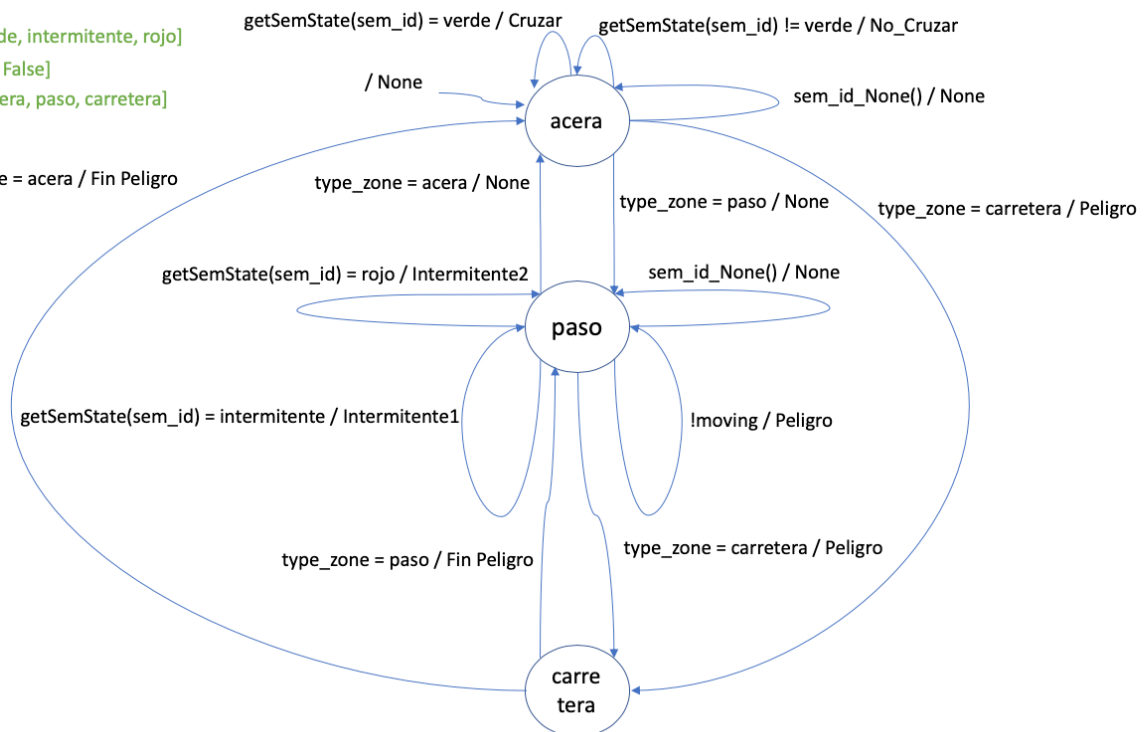 getSemState(sem_id) = verde / Cruzar
getSemState(sem_id) != verde / No_Cruzar
de, intermitente, rojo]
False]
era, paso, carretera]
/ None
sem_id_None() / None
acera
e = acera / Fin Peligro
type_zone = acera / None
type_zone = paso / None
type_zone = carretera / Peligro
getSemState(sem_id) = rojo / Intermitente2
sem_id_None() / None
paso
getSemState(sem_id) = intermitente / Intermitente1
!moving / Peligro
type_zone = paso / Fin Peligro
type_zone = carretera / Peligro
carre
tera